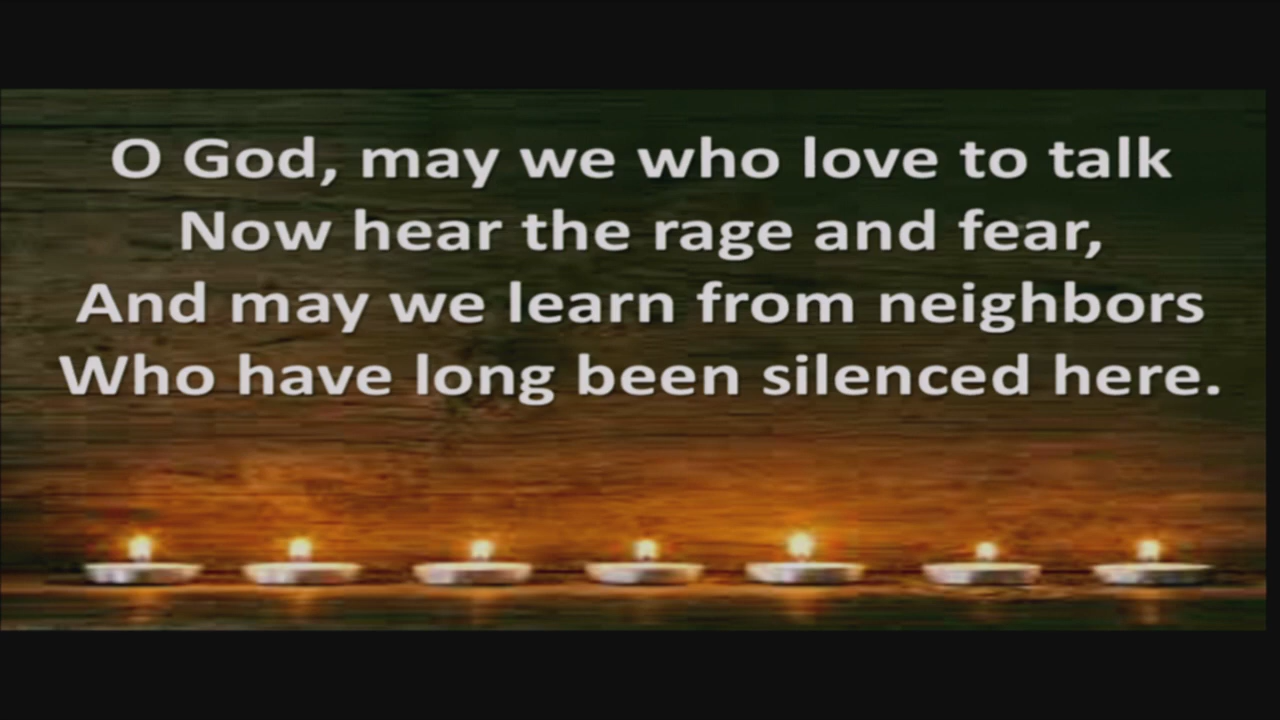 O God, may we who love to talk
Now hear the rage and fear,
And may we learn from neighbors
Who have long been silenced here.